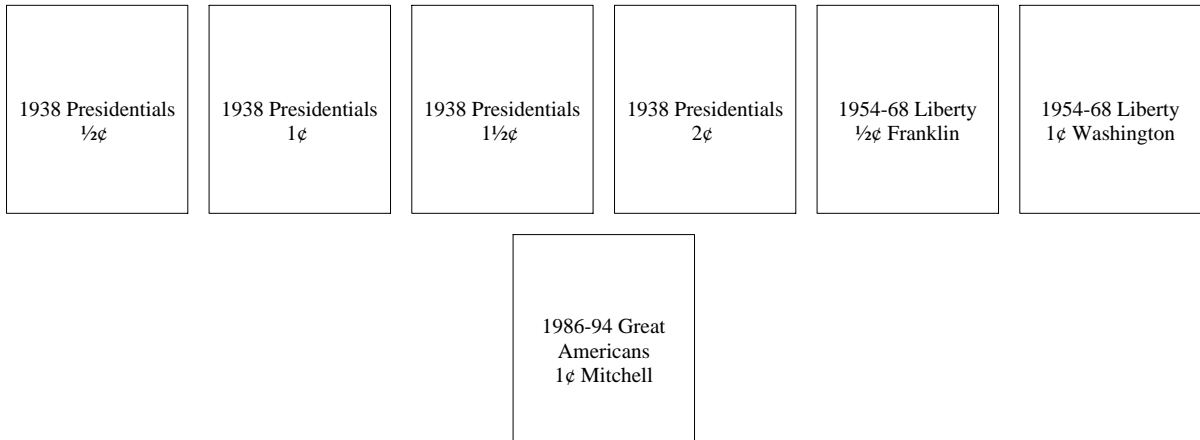 1938 Presidentials
½¢
1938 Presidentials
1¢
1938 Presidentials
1½¢
1938 Presidentials
2¢
1954-68 Liberty
½¢ Franklin
1954-68 Liberty
1¢ Washington
1986-94 Great
Americans
1¢ Mitchell